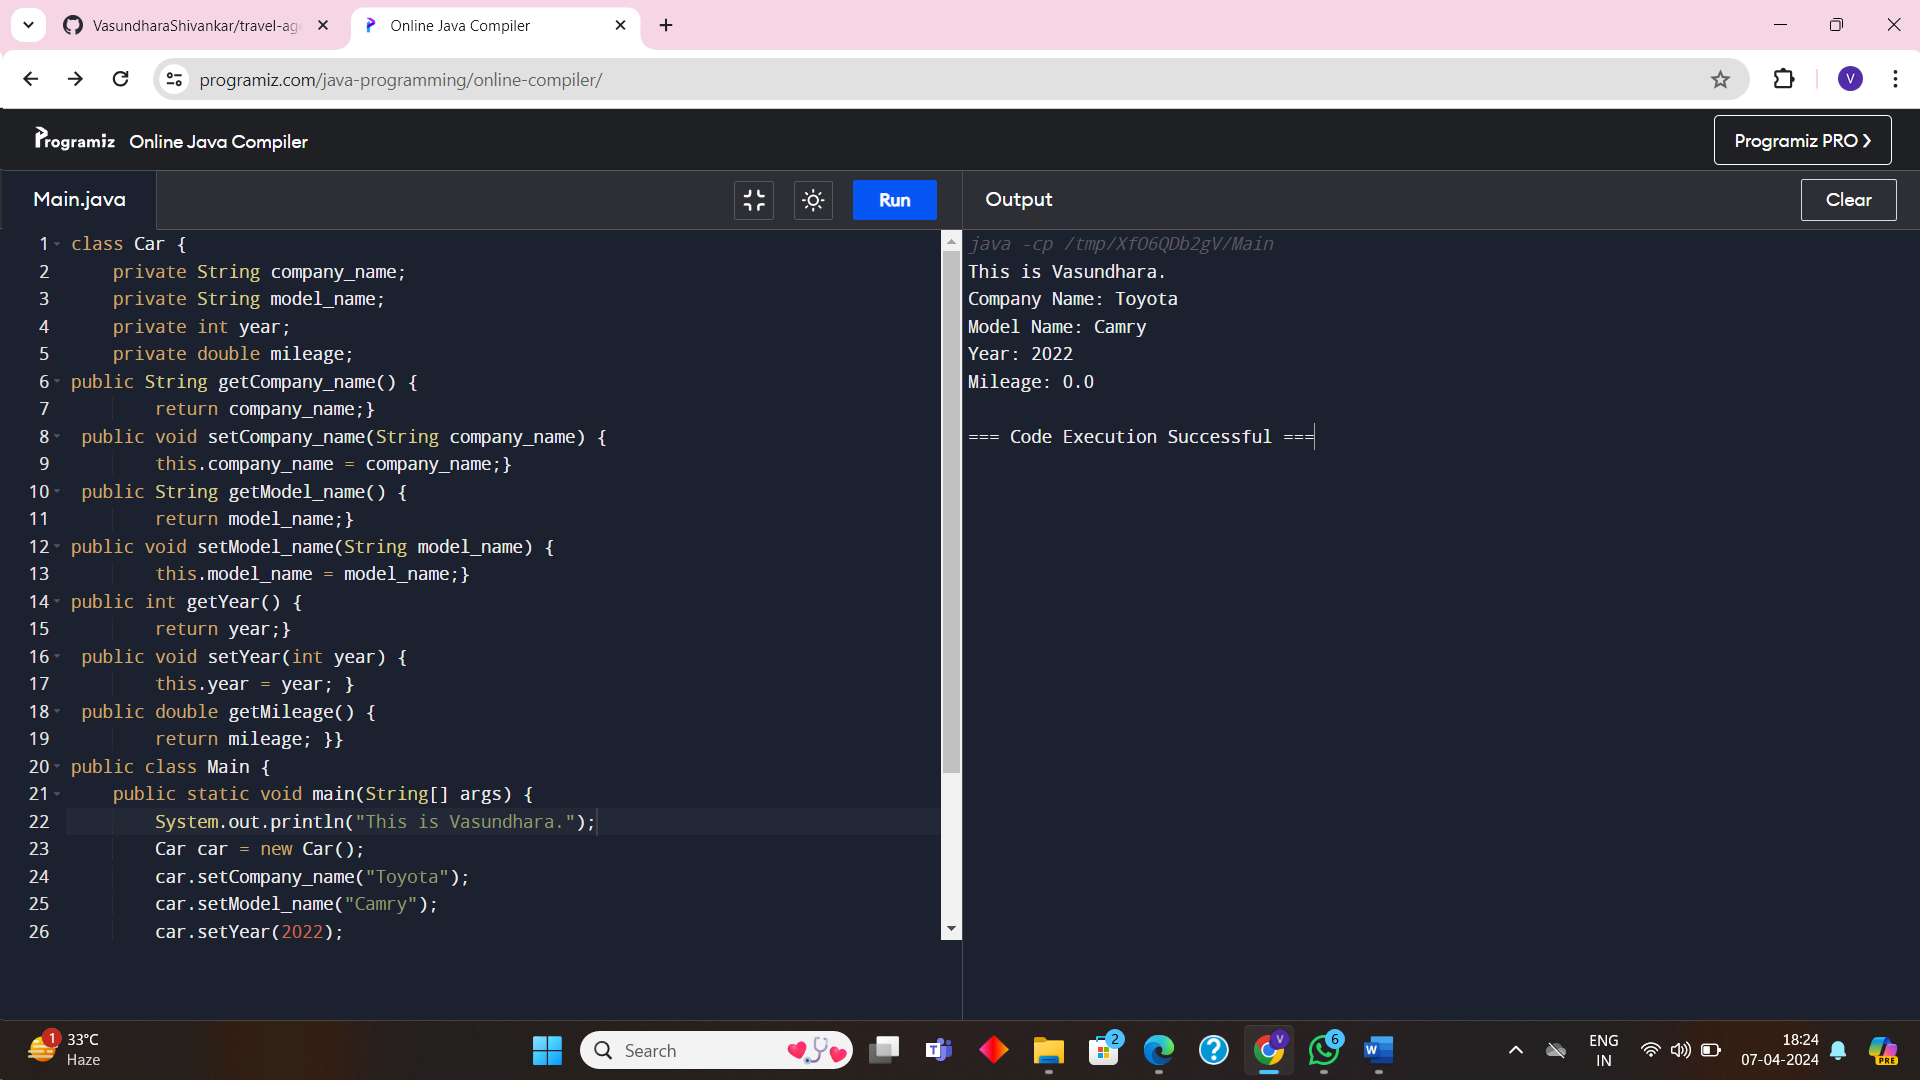 VasundharaShivankar/travel-age
Online Java Compiler
programiz.com/java-programming/online-compiler/
V
Programiz Online Java Compiler
Programiz PRO ❯
Main.java
Run
Output
Clear
1 class Car {
2     private String company_name;
3     private String model_name;
4     private int year;
5     private double mileage;
6 public String getCompany_name() {
7         return company_name;}
8  public void setCompany_name(String company_name) {
9         this.company_name = company_name;}
10  public String getModel_name() {
11         return model_name;}
12 public void setModel_name(String model_name) {
13         this.model_name = model_name;}
14 public int getYear() {
15         return year;}
16  public void setYear(int year) {
17         this.year = year; }
18  public double getMileage() {
19         return mileage; }}
20 public class Main {
21     public static void main(String[] args) {
22         System.out.println("This is Vasundhara.");
23         Car car = new Car();
24         car.setCompany_name("Toyota");
25         car.setModel_name("Camry");
26         car.setYear(2022);
java -cp /tmp/XfO6QDb2gV/Main
This is Vasundhara.
Company Name: Toyota
Model Name: Camry
Year: 2022
Mileage: 0.0
=== Code Execution Successful ===
1
33°C
Haze
Search
2
V
6
W
ENG
IN
18:24
07-04-2024
PRE